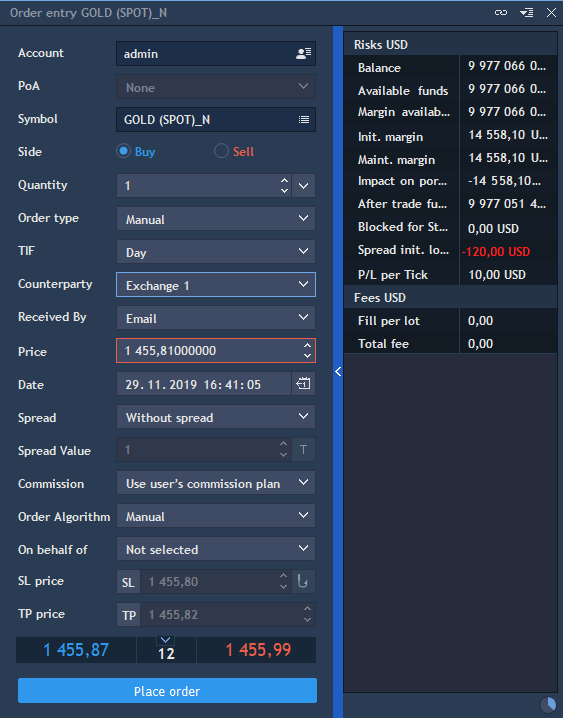 Order entry GOLD (SPOT)_N
Account admin
PoA None
Symbol GOLD (SPOT)_N
Side Buy Sell
Quantity 1
Order type Manual
TIF Day
Counterparty Exchange 1
Received By Email
Price 1 455,81000000
Date 29.11.2019 16:41:05
Spread Without spread
Spread Value 1 T
Commission Use user's commission plan
Order Algorithm Manual
On behalf of Not selected
SL price SL 1 455,80
TP price TP 1 455,82
1 455,87 12 1 455,99
Place order
Risks USD
Balance 9 977 066 0...
Available funds 9 977 066 0...
Margin availab... 9 977 066 0...
Init. margin 14 558,10 U...
Maint. margin 14 558,10 U...
Impact on por... -14 558,10...
After trade fu... 9 977 051 4...
Blocked for St... 0,00 USD
Spread init. lo... -120,00 USD
P/L per Tick 10,00 USD
Fees USD
Fill per lot 0,00
Total fee 0,00